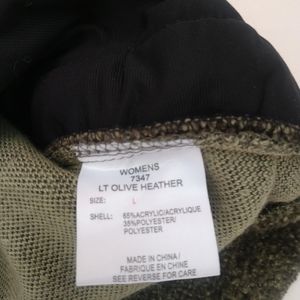 WOMENS
7347
LT OLIVE HEATHER
SIZE: L
SHELL: 65%ACRYLIC/ACRYLIQUE
35%POLYESTER/
POLYESTER
MADE IN CHINA/
FABRIQUE EN CHINE
SEE REVERSE FOR CARE